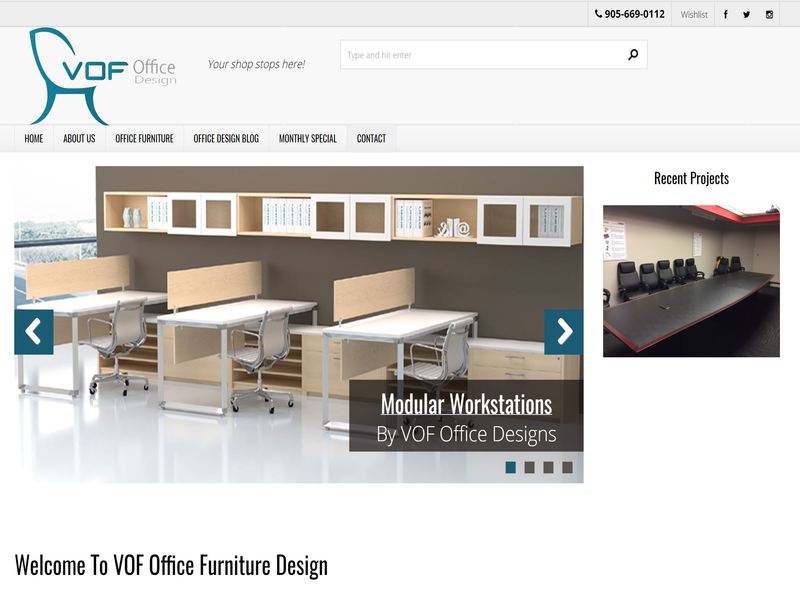 905-669-0112
Wishlist
VOF Office
Design
Your shop stops here!
Type and hit enter
HOME
ABOUT US
OFFICE FURNITURE
OFFICE DESIGN BLOG
MONTHLY SPECIAL
CONTACT
Recent Projects
Modular Workstations
By VOF Office Designs
Welcome To VOF Office Furniture Design